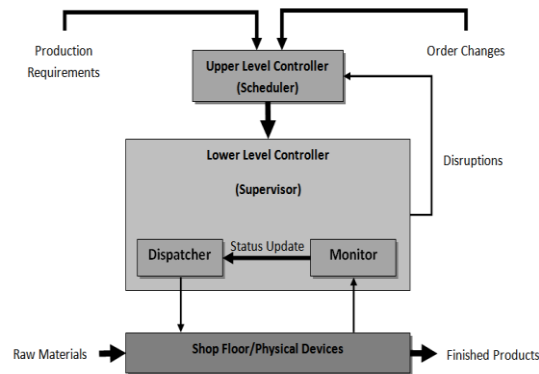 Production
Requirements
Order Changes
Upper Level Controller
(Scheduler)
Lower Level Controller
(Supervisor)
Disruptions
Status Update
Dispatcher
Monitor
Raw Materials
Shop Floor/Physical Devices
Finished Products